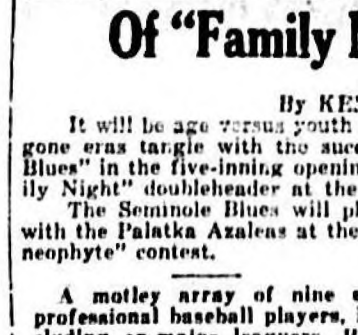 Of "Family
By KE
It will be age versus youth
gone eras tangle with the suc
Blues" in the five-inning openin
ily Night" doubleheader at the
The Seminole Blues will pl
with the Palatka Azaleas at the
neophyte" contest.
A motley array of nine s
professional baseball players,